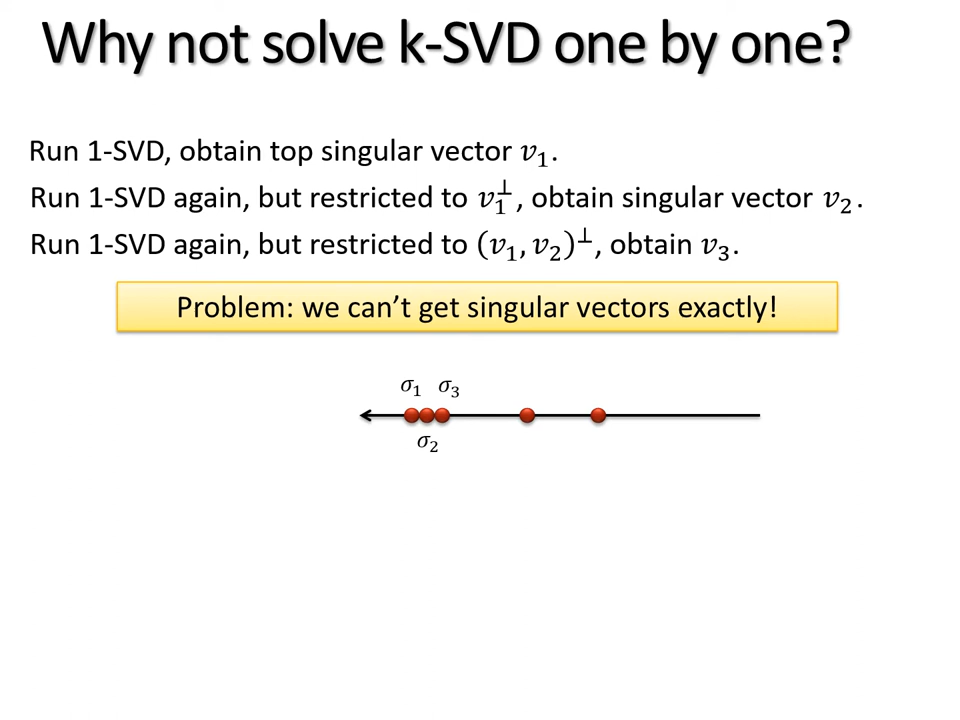 Why not solve k-SVD one by one?
Run 1-SVD, obtain top singular vector 𝑣₁.
Run 1-SVD again, but restricted to 𝑣₁^⊥, obtain singular vector 𝑣₂.
Run 1-SVD again, but restricted to (𝑣₁, 𝑣₂)^⊥, obtain 𝑣₃.
Problem: we can't get singular vectors exactly!
𝜎₁ 𝜎₃
𝜎₂